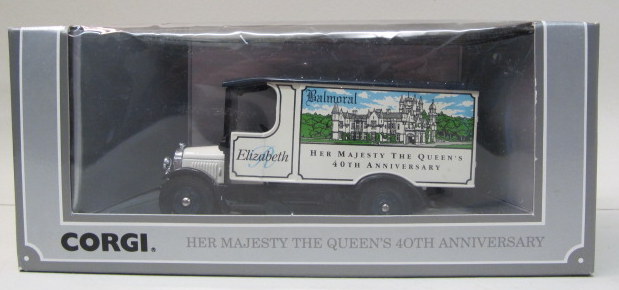 Balmoral
Elizabeth
R
HER MAJESTY THE QUEEN'S
40TH ANNIVERSARY
CORGI® HER MAJESTY THE QUEEN'S 40TH ANNIVERSARY